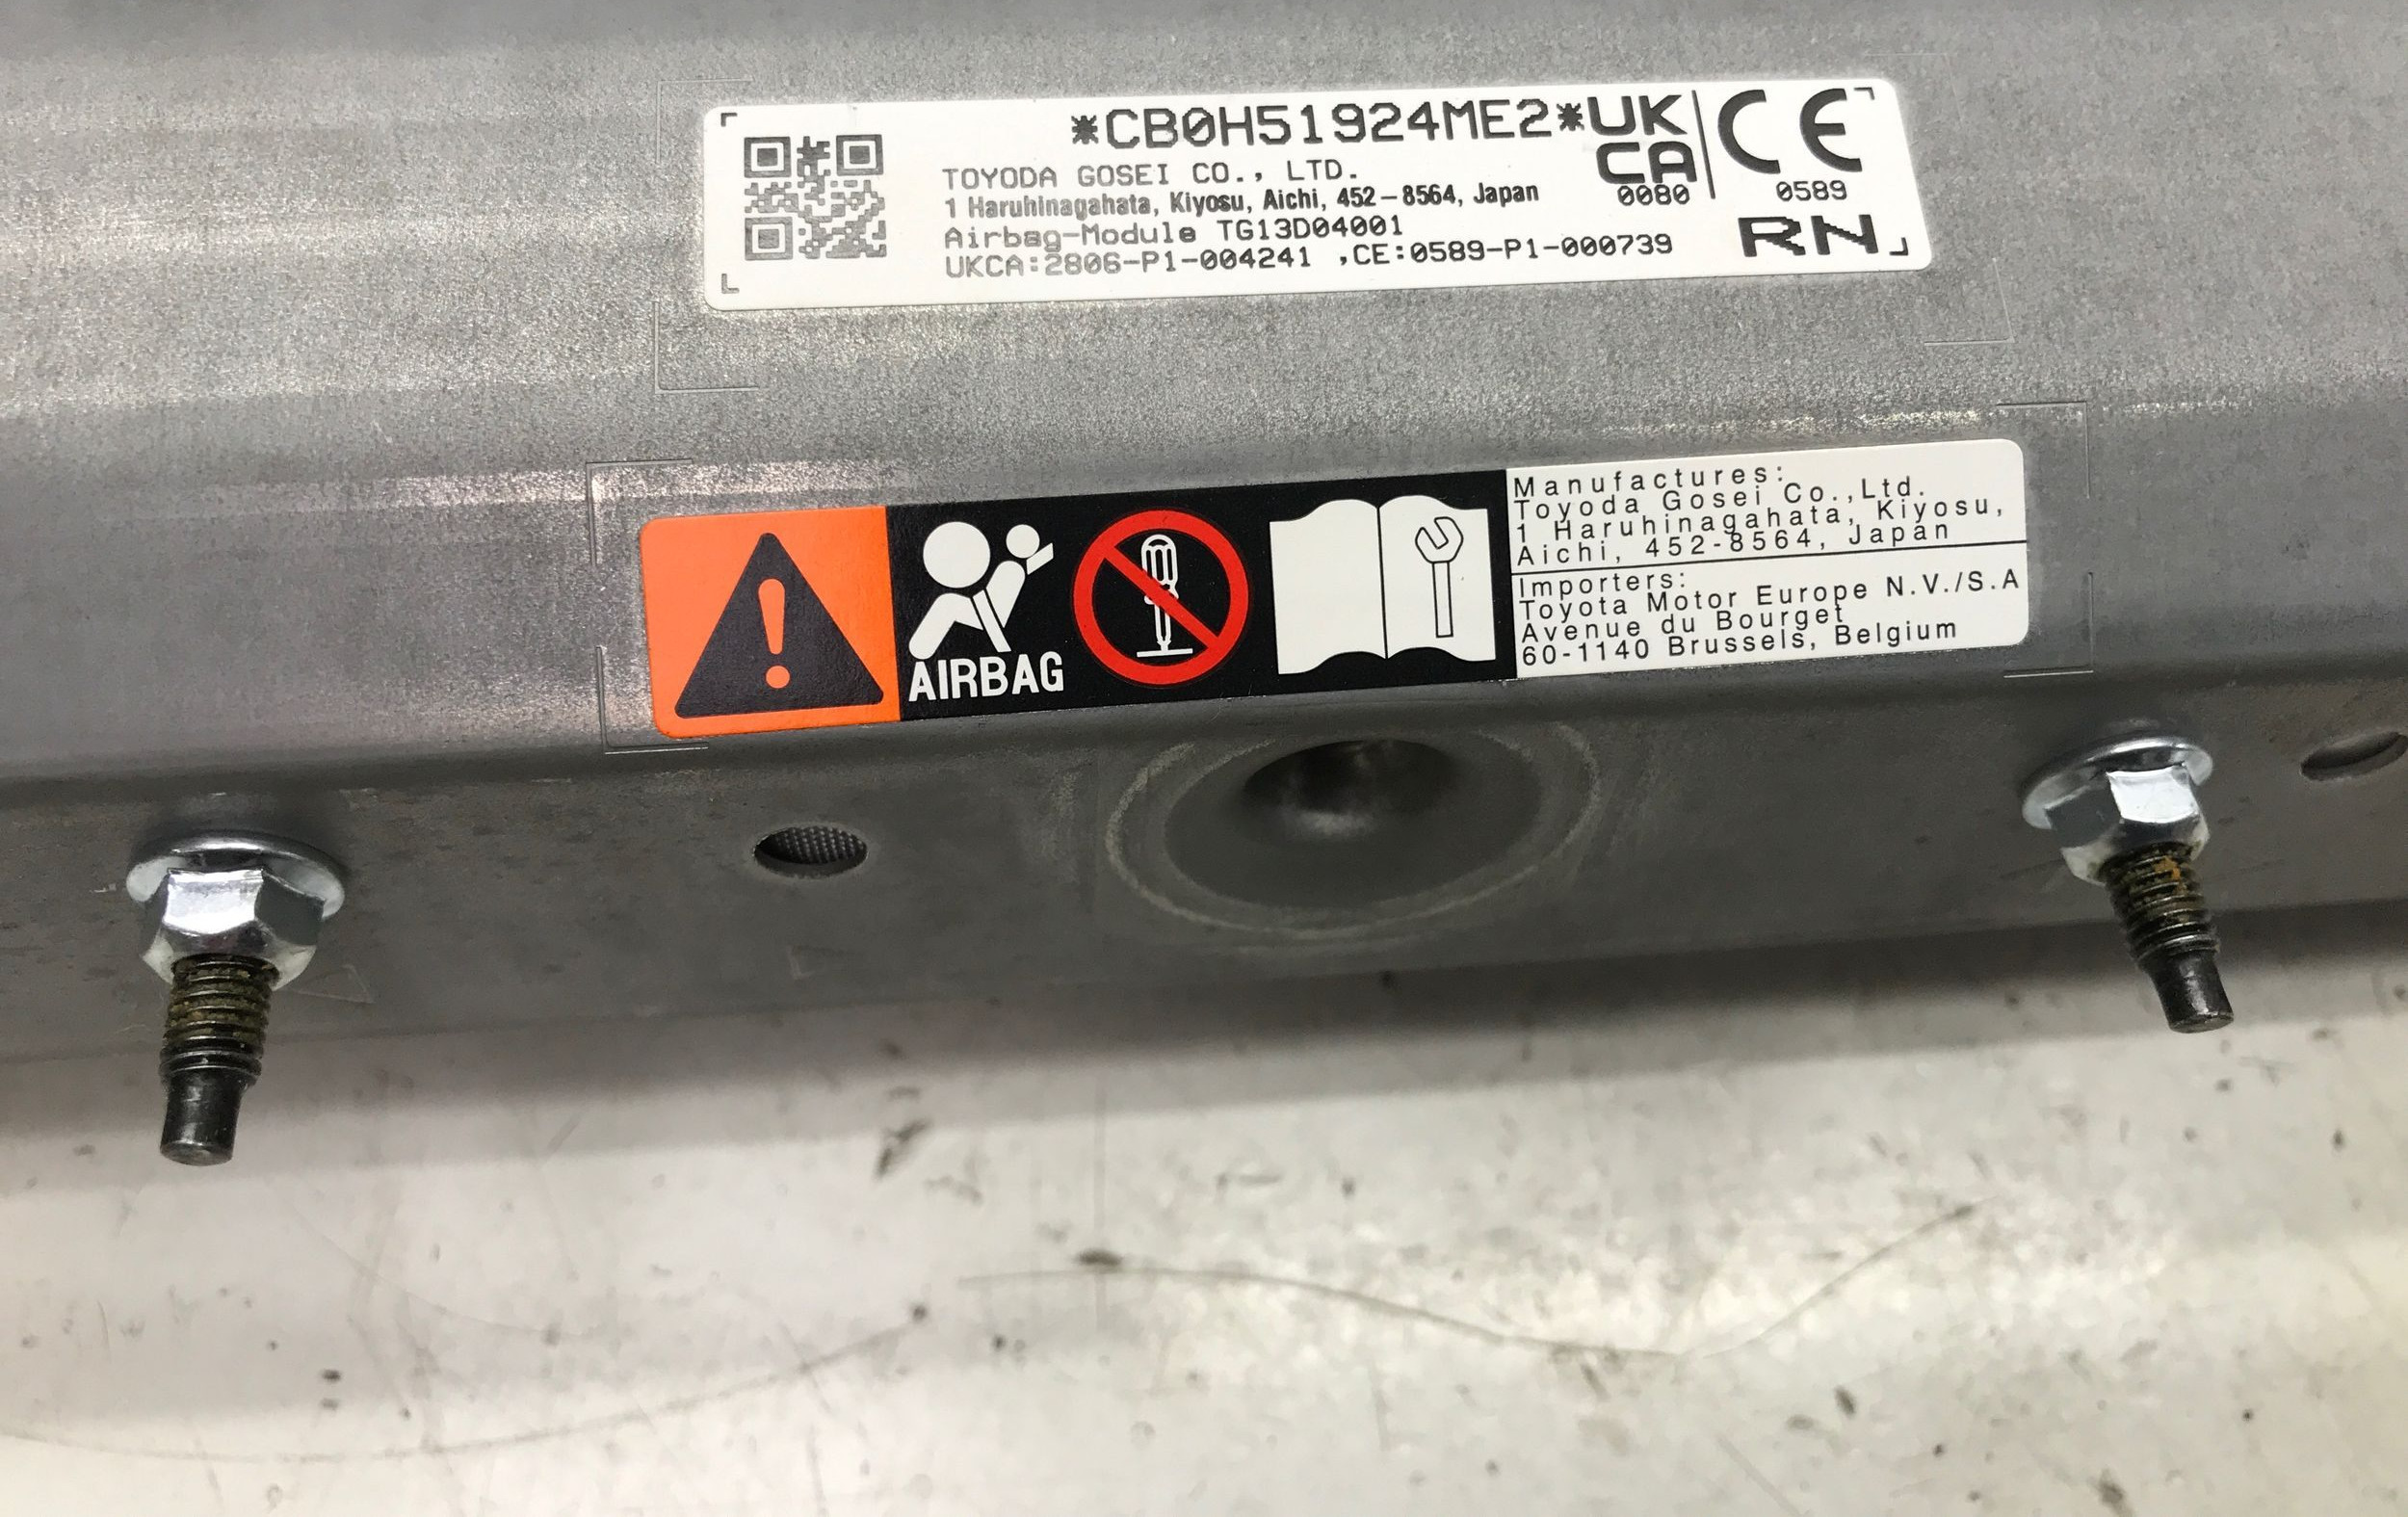 *CB0H51924ME2*
UK
CA
0080
CE
0589
TOYODA GOSEI CO., LTD.
1 Haruhinagahata, Kiyosu, Aichi, 452-8564, Japan
Airbag-Module TG13D04001
UKCA:2806-P1-004241 ,CE:0589-P1-000739
RN
AIRBAG
Manufactures:
Toyoda Gosei Co.,Ltd.
1 Haruhinagahata, Kiyosu,
Aichi, 452-8564, Japan
Importers:
Toyota Motor Europe N.V./S.A
Avenue du Bourget
60-1140 Brussels, Belgium